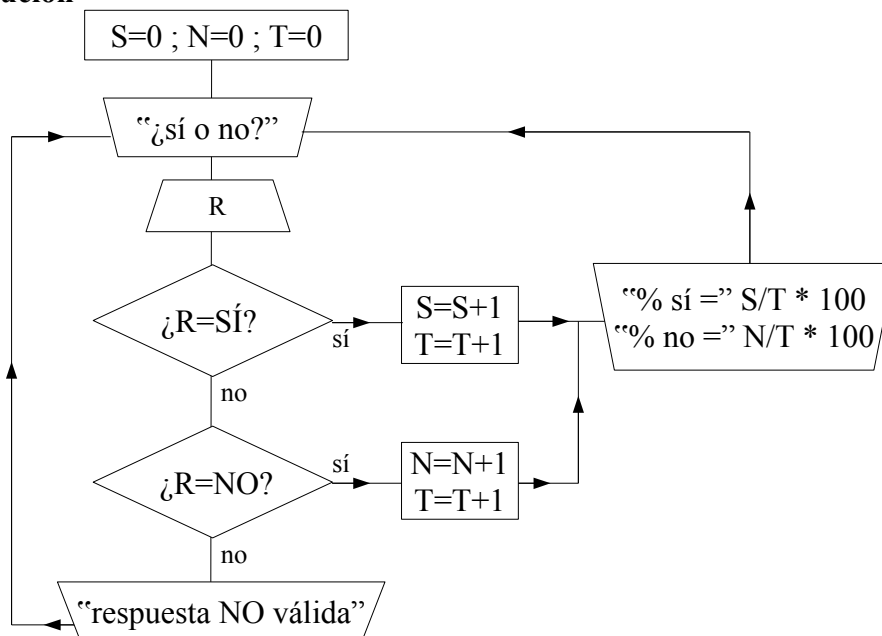 S=0 ; N=0 ; T=0
“¿sí o no?”
R
¿R=SÍ?
sí
S=S+1
T=T+1
“% sí =” S/T * 100
“% no =” N/T * 100
no
¿R=NO?
sí
N=N+1
T=T+1
no
“respuesta NO válida”